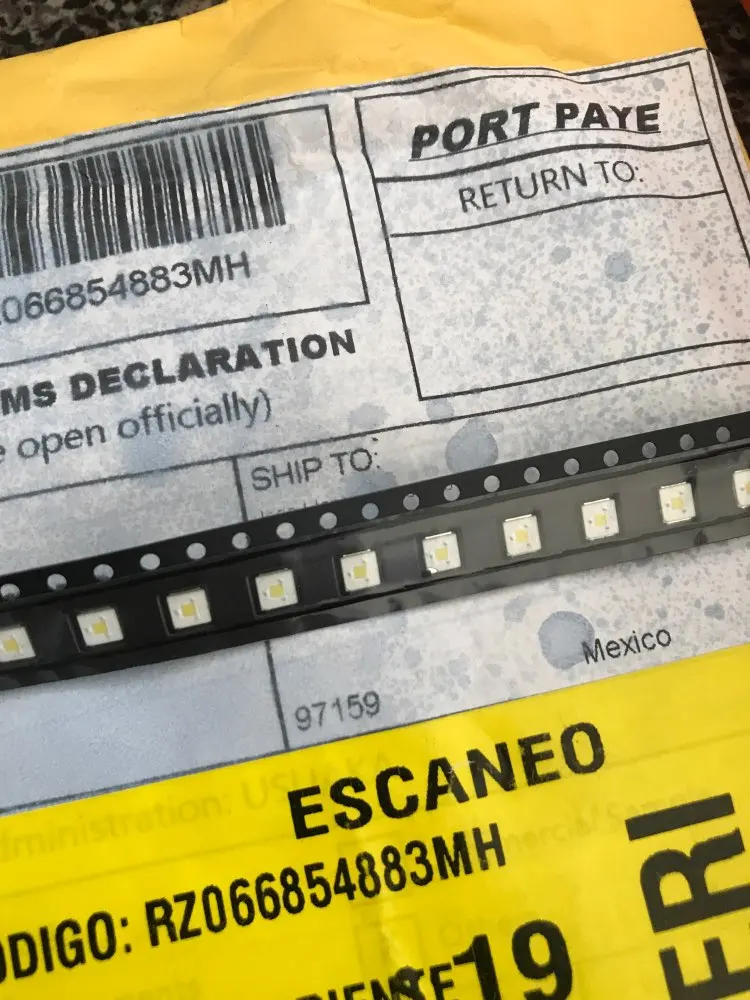 PORT PAYE
RETURN TO:
066854883MH
MS DECLARATION
open officially)
SHIP TO:
Mexico
97159
ESCANEO
ODIGO: RZ066854883MH
19
ERI